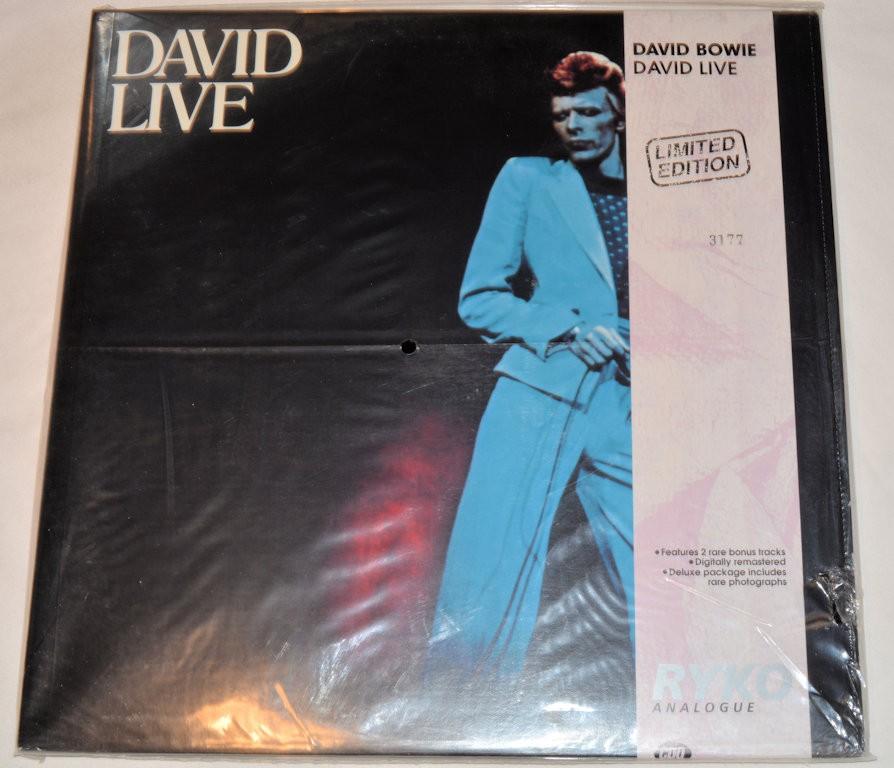 DAVID
LIVE
DAVID BOWIE
DAVID LIVE
LIMITED
EDITION
3177
• Features 2 rare bonus tracks
• Digitally remastered
• Deluxe package includes
rare photographs
RYKO
ANALOGUE